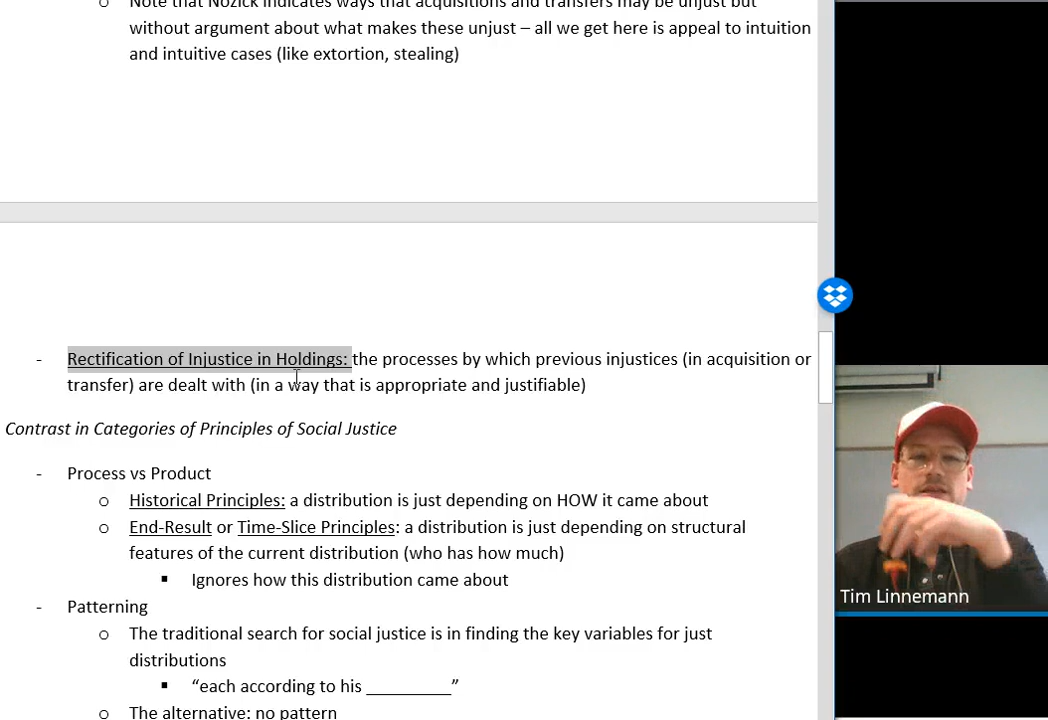 o Note that Nozick indicates ways that acquisitions and transfers may be unjust but
without argument about what makes these unjust – all we get here is appeal to intuition
and intuitive cases (like extortion, stealing)
- Rectification of Injustice in Holdings: the processes by which previous injustices (in acquisition or
transfer) are dealt with (in a way that is appropriate and justifiable)
Contrast in Categories of Principles of Social Justice
- Process vs Product
o Historical Principles: a distribution is just depending on HOW it came about
o End-Result or Time-Slice Principles: a distribution is just depending on structural
features of the current distribution (who has how much)
▪ Ignores how this distribution came about
- Patterning
o The traditional search for social justice is in finding the key variables for just
distributions
▪ “each according to his _________”
o The alternative: no pattern
Tim Linnemann